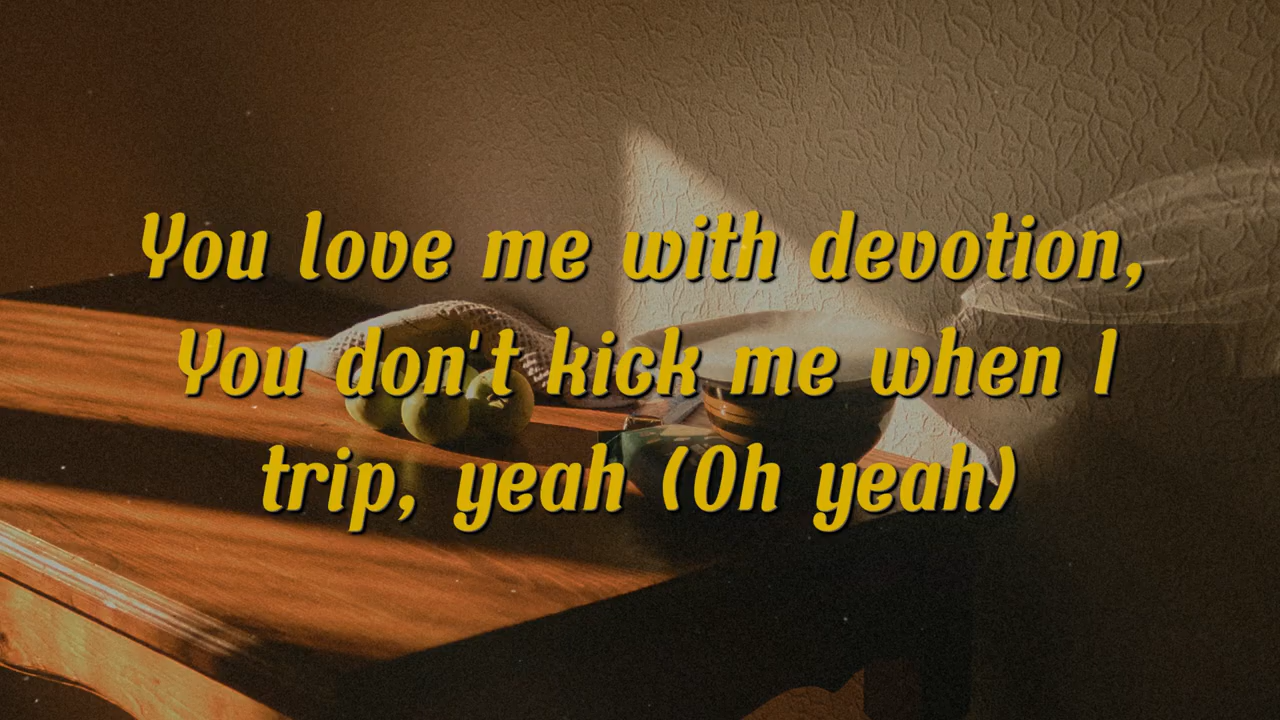 You love me with devotion,
You don't kick me when I
trip, yeah (Oh yeah)